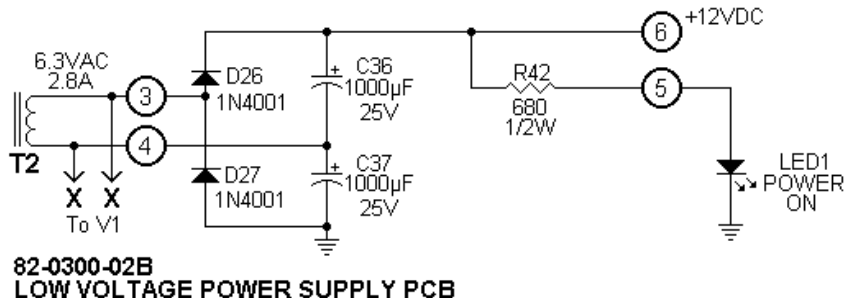 +12VDC
6
6.3VAC
2.8A
3
D26
1N4001
+
C36
1000µF
25V
R42
680
1/2W
5
4
T2
X X
To V1
D27
1N4001
+
C37
1000µF
25V
LED1
POWER
ON
82-0300-02B
LOW VOLTAGE POWER SUPPLY PCB